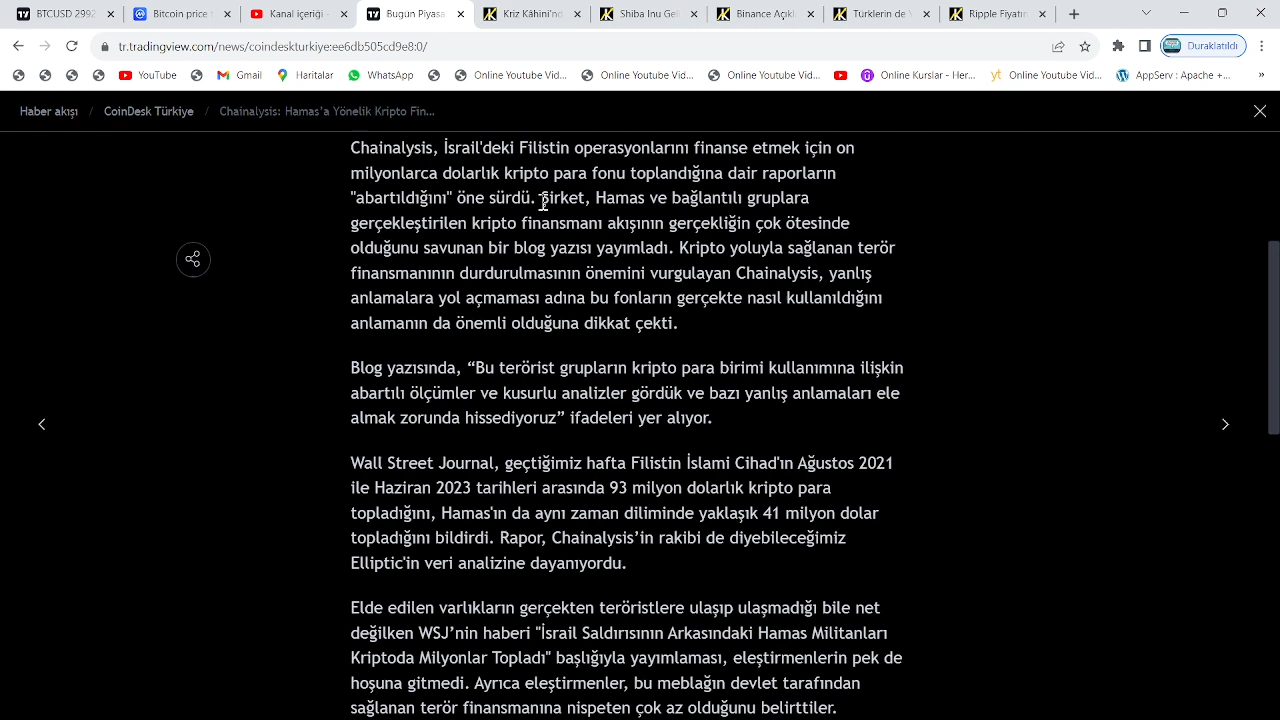 BTCUSD 2992
Bitcoin price t
Kanal içeriği -
Bugün Piyasa
Kriz Kâhini'nd
Shiba Inu Geli
Binance Açıkl
Türklerin de Y
Ripple Fiyatın
tr.tradingview.com/news/coindeskturkiye:ee6db505cd9e8:0/
Duraklatıldı
YouTube
Gmail
Haritalar
WhatsApp
Online Youtube Vid...
Online Youtube Vid...
Online Youtube Vid...
Online Kurslar - Her...
yt Online Youtube Vid...
AppServ : Apache +...
»
Haber akışı / CoinDesk Türkiye / Chainalysis: Hamas'a Yönelik Kripto Fin...
Chainalysis, İsrail'deki Filistin operasyonlarını finanse etmek için on
milyonlarca dolarlık kripto para fonu toplandığına dair raporların
"abartıldığını" öne sürdü. Şirket, Hamas ve bağlantılı gruplara
gerçekleştirilen kripto finansmanı akışının gerçekliğin çok ötesinde
olduğunu savunan bir blog yazısı yayımladı. Kripto yoluyla sağlanan terör
finansmanının durdurulmasının önemini vurgulayan Chainalysis, yanlış
anlamalara yol açmaması adına bu fonların gerçekte nasıl kullanıldığını
anlamanın da önemli olduğuna dikkat çekti.
Blog yazısında, “Bu terörist grupların kripto para birimi kullanımına ilişkin
abartılı ölçümler ve kusurlu analizler gördük ve bazı yanlış anlamaları ele
almak zorunda hissediyoruz” ifadeleri yer alıyor.
Wall Street Journal, geçtiğimiz hafta Filistin İslami Cihad'ın Ağustos 2021
ile Haziran 2023 tarihleri arasında 93 milyon dolarlık kripto para
topladığını, Hamas'ın da aynı zaman diliminde yaklaşık 41 milyon dolar
topladığını bildirdi. Rapor, Chainalysis’in rakibi de diyebileceğimiz
Elliptic'in veri analizine dayanıyordu.
Elde edilen varlıkların gerçekten teröristlere ulaşıp ulaşmadığı bile net
değilken WSJ’nin haberi "İsrail Saldırısının Arkasındaki Hamas Militanları
Kriptoda Milyonlar Topladı" başlığıyla yayımlaması, eleştirmenlerin pek de
hoşuna gitmedi. Ayrıca eleştirmenler, bu meblağın devlet tarafından
sağlanan terör finansmanına nispeten çok az olduğunu belirttiler.